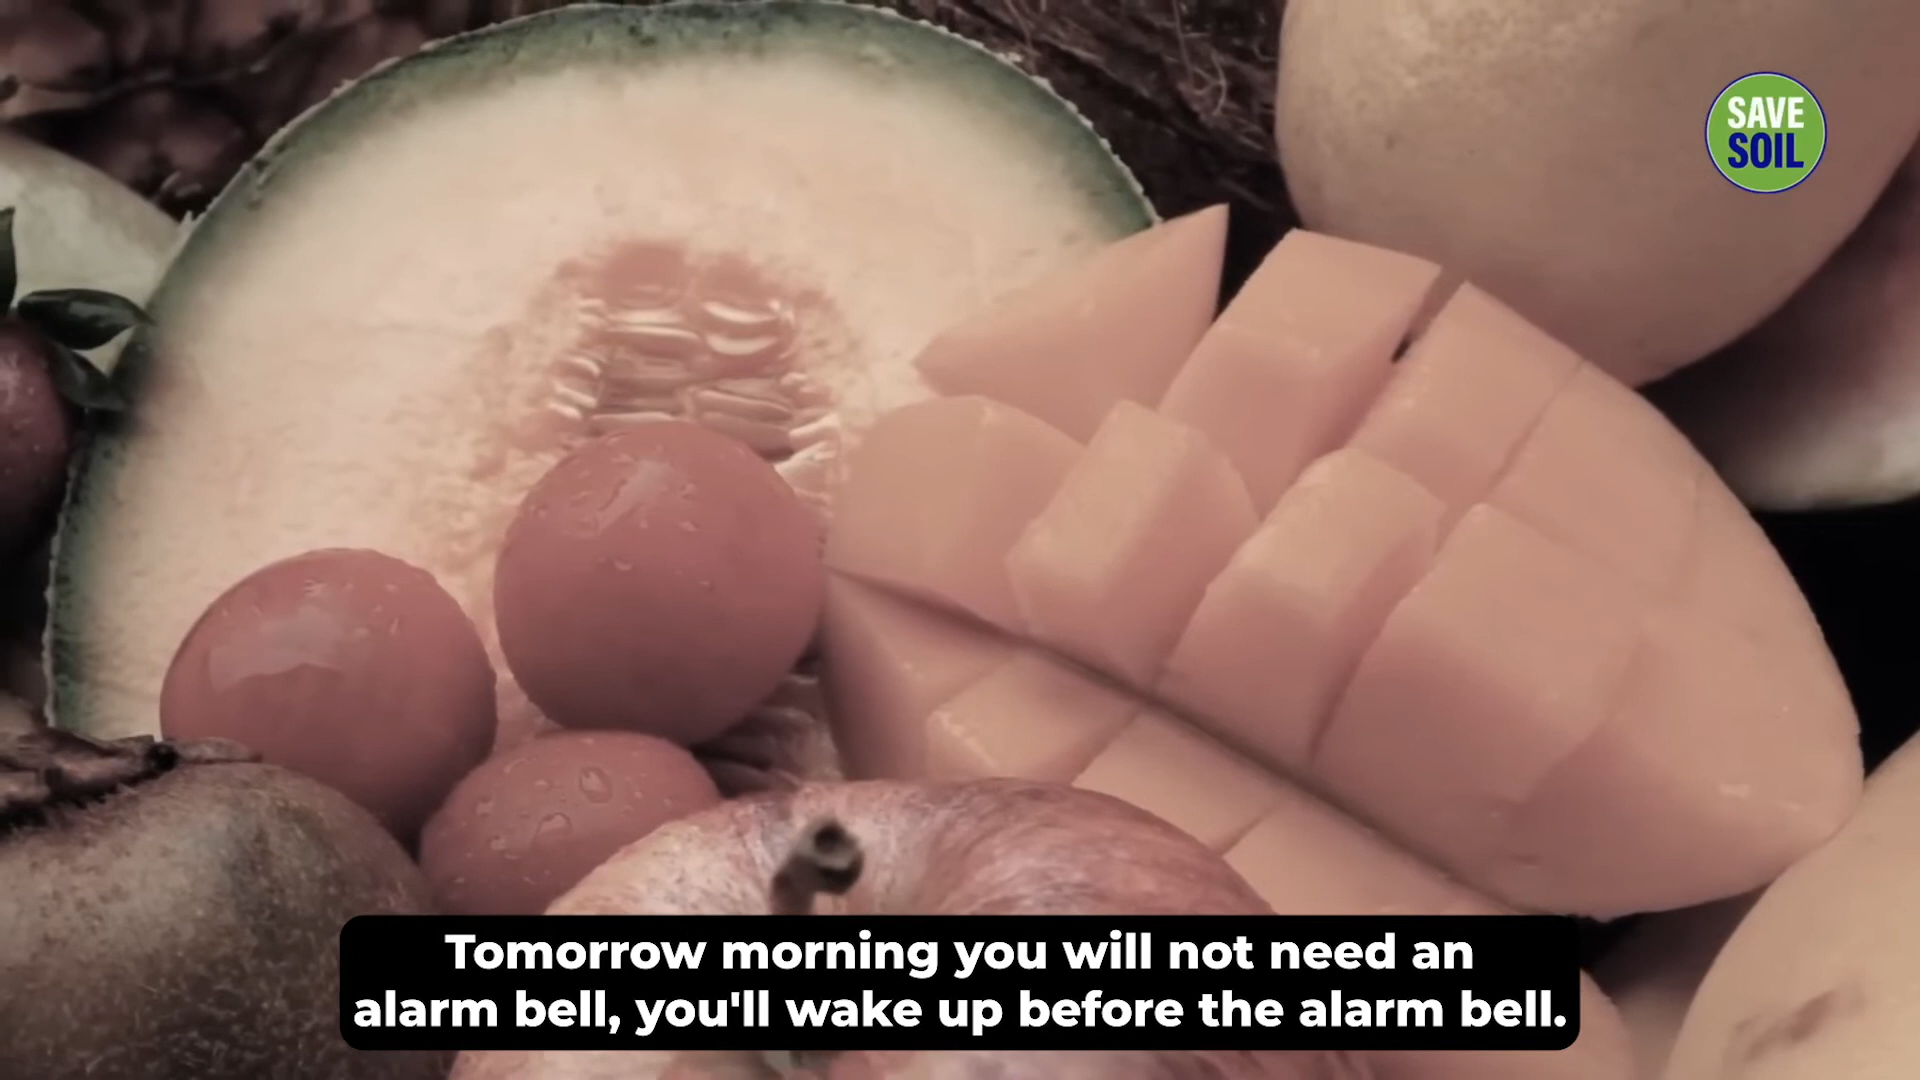 SAVE
SOIL
Tomorrow morning you will not need an
alarm bell, you'll wake up before the alarm bell.